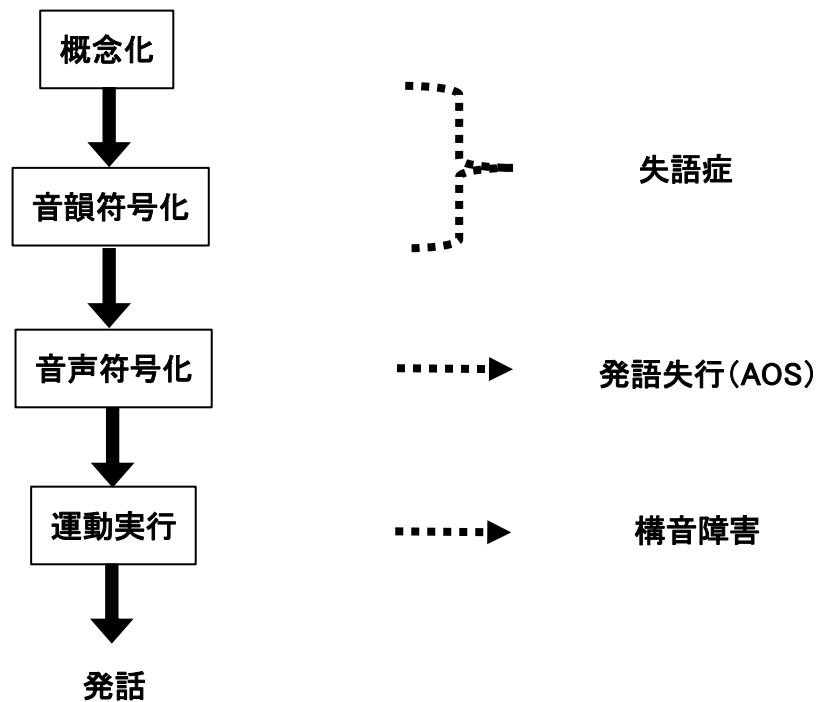 概念化
音韻符号化
失語症
音声符号化
発語失行(AOS)
運動実行
構音障害
発話